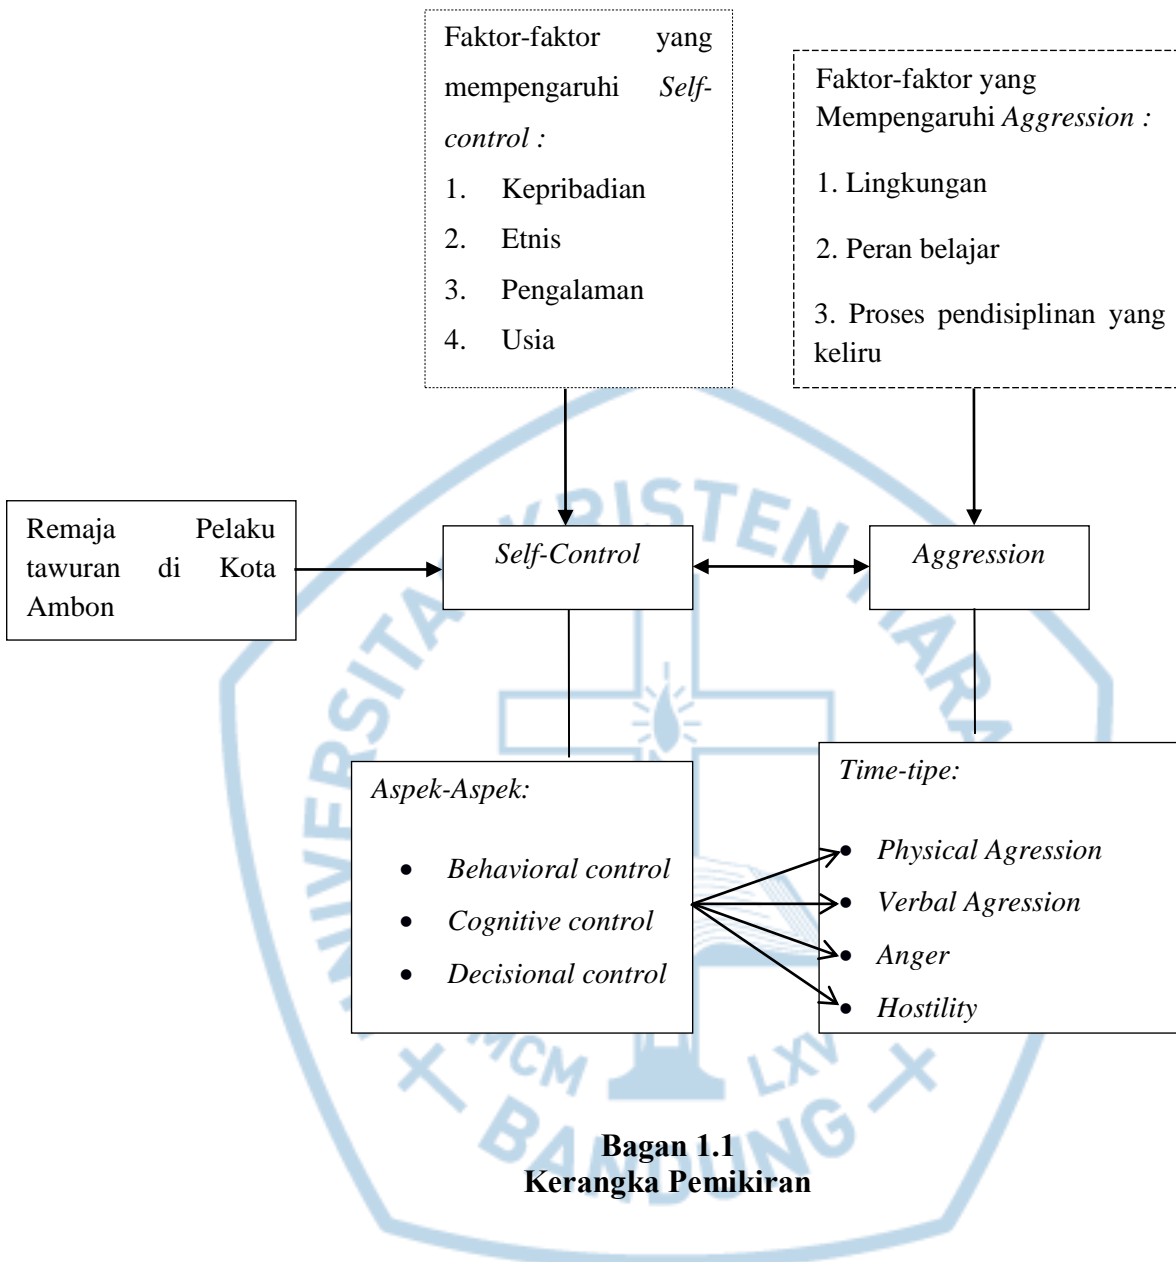 Faktor-faktor yang
mempengaruhi Self-
control :
1. Kepribadian
2. Etnis
3. Pengalaman
4. Usia
Faktor-faktor yang
Mempengaruhi Aggression :
1. Lingkungan
2. Peran belajar
3. Proses pendisiplinan yang
keliru
Remaja Pelaku
tawuran di Kota
Ambon
Self-Control
Aggression
Aspek-Aspek:
• Behavioral control
• Cognitive control
• Decisional control
Time-tipe:
• Physical Agression
• Verbal Agression
• Anger
• Hostility
Bagan 1.1
Kerangka Pemikiran
MCM LXV
BANDUNG